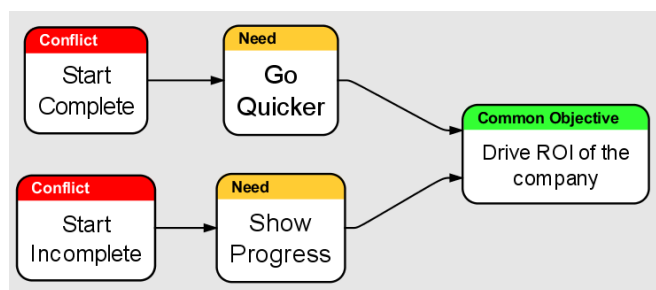 Conflict
Start
Complete
Need
Go
Quicker
Common Objective
Drive ROI of the
company
Conflict
Start
Incomplete
Need
Show
Progress